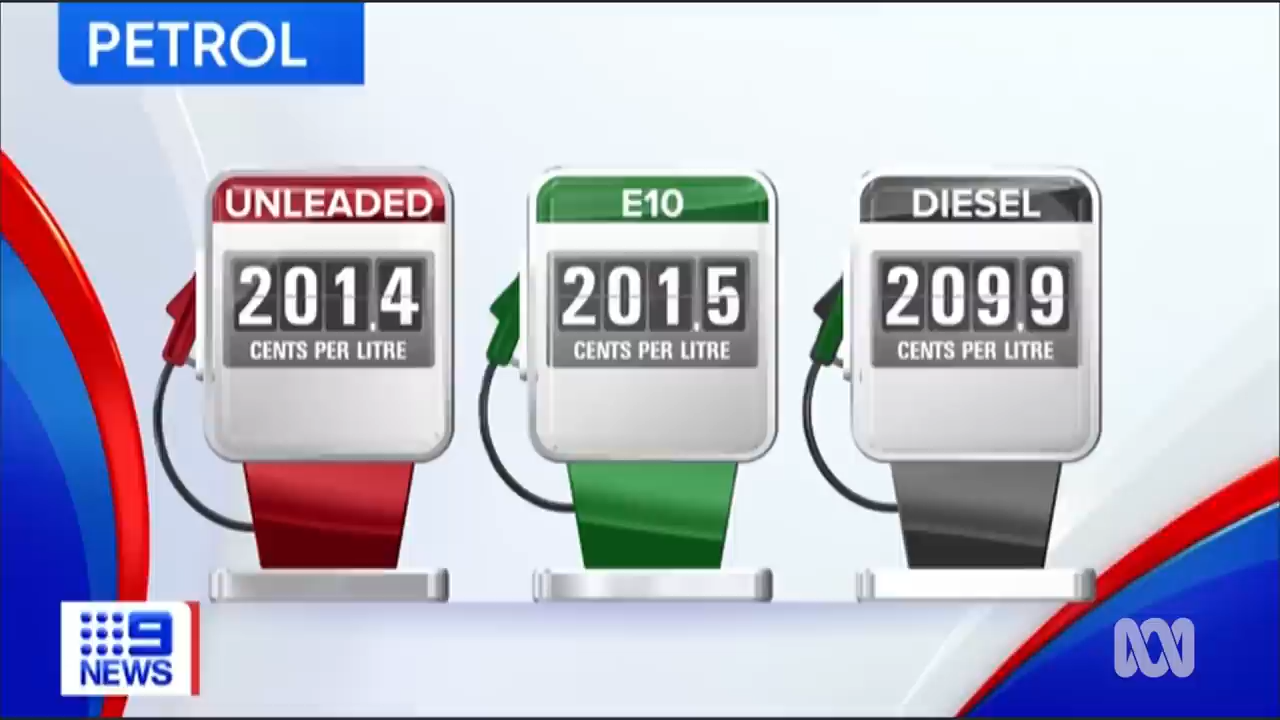 PETROL
UNLEADED
201.4
CENTS PER LITRE
E10
201.5
CENTS PER LITRE
DIESEL
209.9
CENTS PER LITRE
9
NEWS